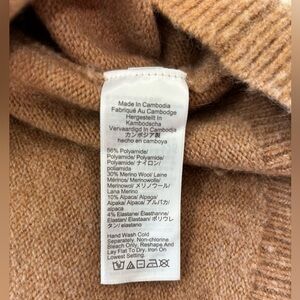 Made In Cambodia
Fabriqué Au Cambodge
Hergestellt In
Kambodscha
Vervaardigd In Cambodja
カンボジア製
hecho en camboya
56% Polyamide/
Polyamide/ Polyamid/
Polyamide/ ナイロン/
poliamida
30% Merino Wool/ Laine
Mérinos/ Merinowolle/
Merinowol/ メリノウール/
Lana Merino
10% Alpaca/ Alpaga/
Alpaka/ Alpaca/ アルパカ/
alpaca
4% Elastane/ Élasthanne/
Elastan/ Elastaan/ ポリウレ
タン/ elastano
Hand Wash Cold
Separately, Non-chlorine
Bleach Only, Reshape And
Lay Flat To Dry, Iron On
Lowest Setting.